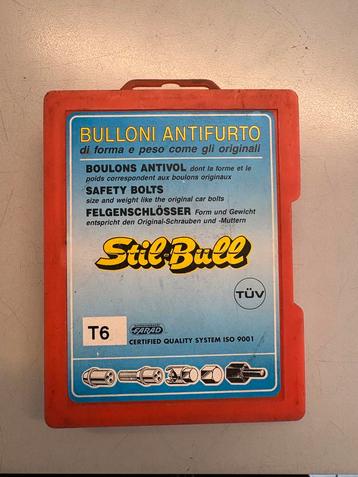 BULLONI ANTIFURTO
di forma e peso come gli originali
BOULONS ANTIVOL dont la forme et le
poids correspondent aux boulons originaux
SAFETY BOLTS
size and weight like the original car bolts
FELGENSCHLÖSSER Form und Gewicht
entspricht den Original-Schrauben und -Muttern
Stil-Bull
TÜV
T6
FARAD
CERTIFIED QUALITY SYSTEM ISO 9001